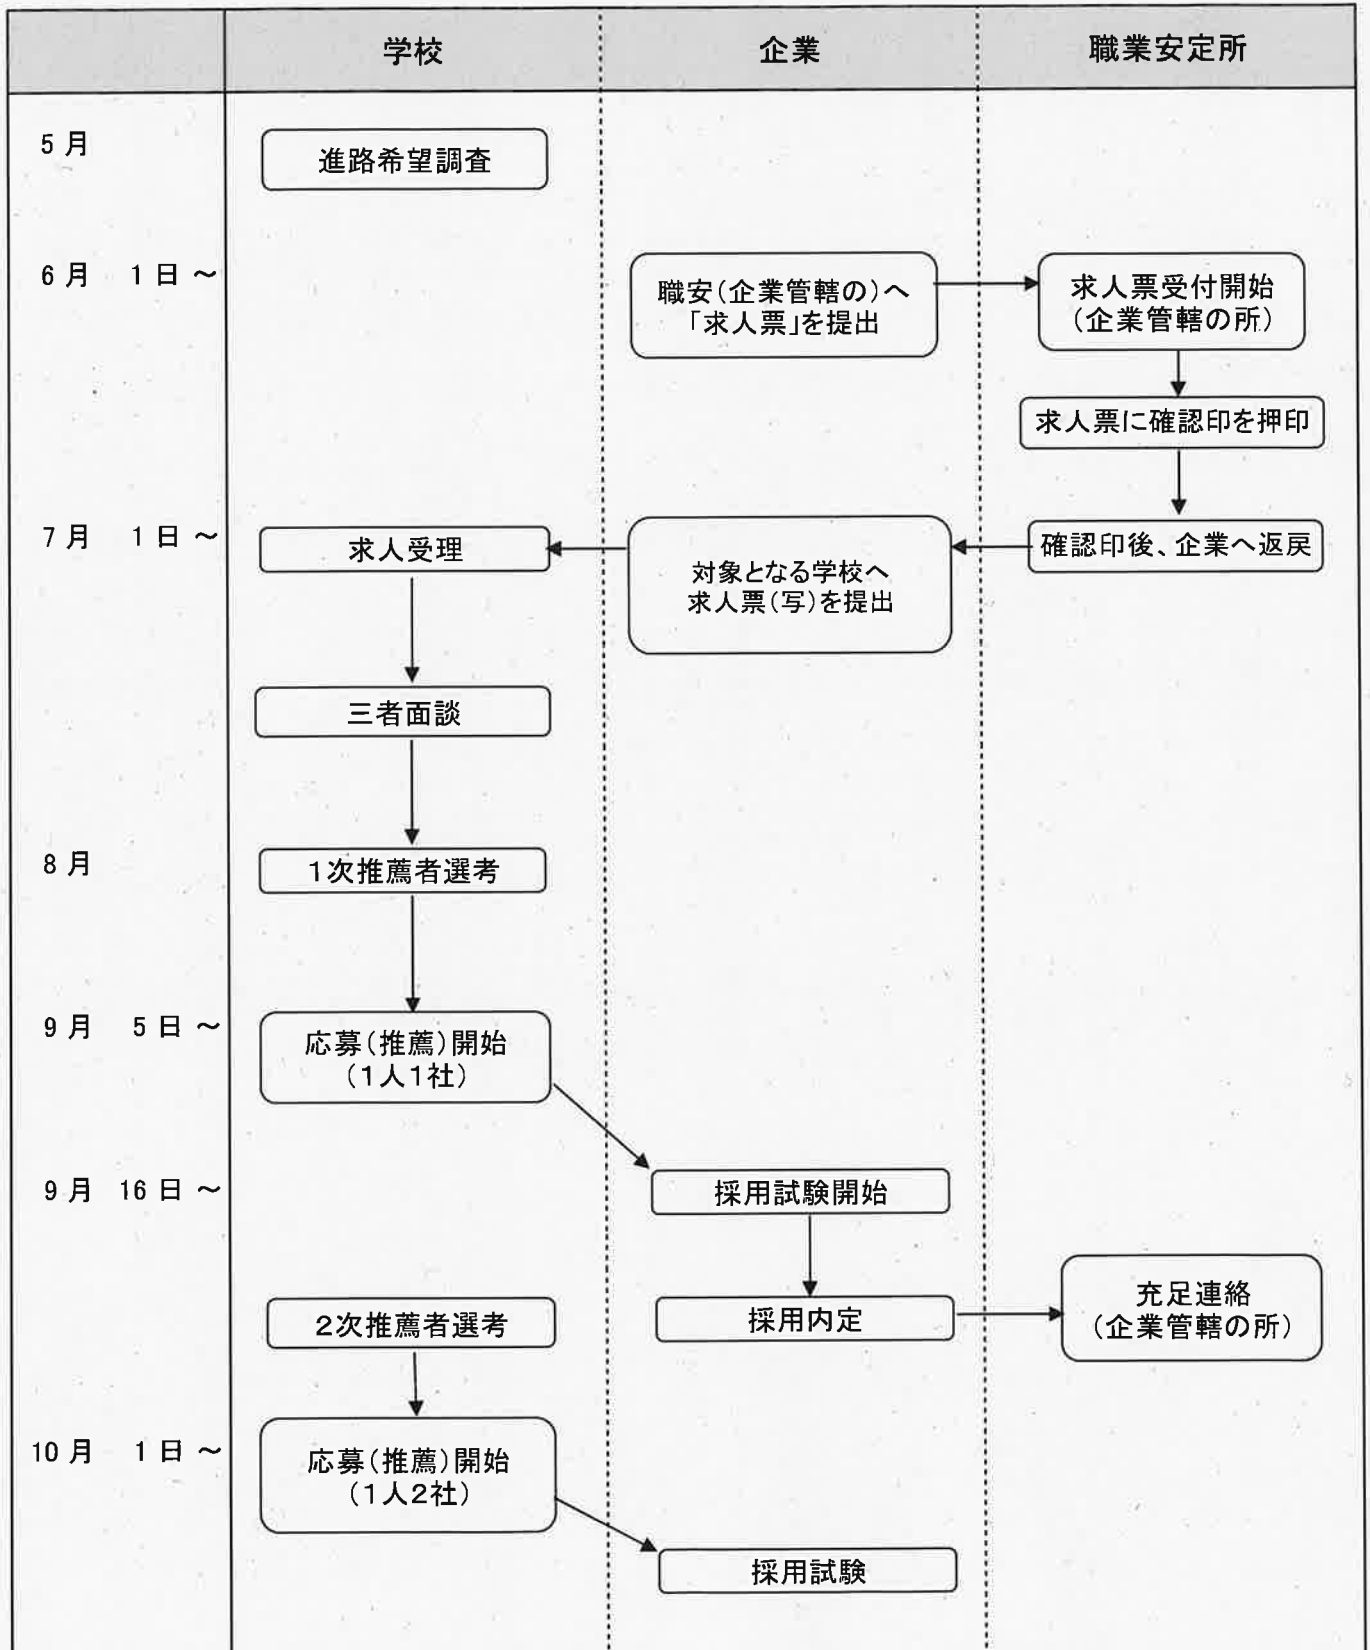 学校 企業 職業安定所
5 月
進路希望調査
6 月 1 日 ～
職安(企業管轄の)へ
「求人票」を提出
求人票受付開始
(企業管轄の所)
求人票に確認印を押印
7 月 1 日 ～
求人受理
対象となる学校へ
求人票(写)を提出
確認印後、企業へ返戻
三者面談
8 月
1次推薦者選考
9 月 5 日 ～
応募(推薦)開始
(1人1社)
9 月 16 日 ～
採用試験開始
2次推薦者選考
採用内定
充足連絡
(企業管轄の所)
10 月 1 日 ～
応募(推薦)開始
(1人2社)
採用試験